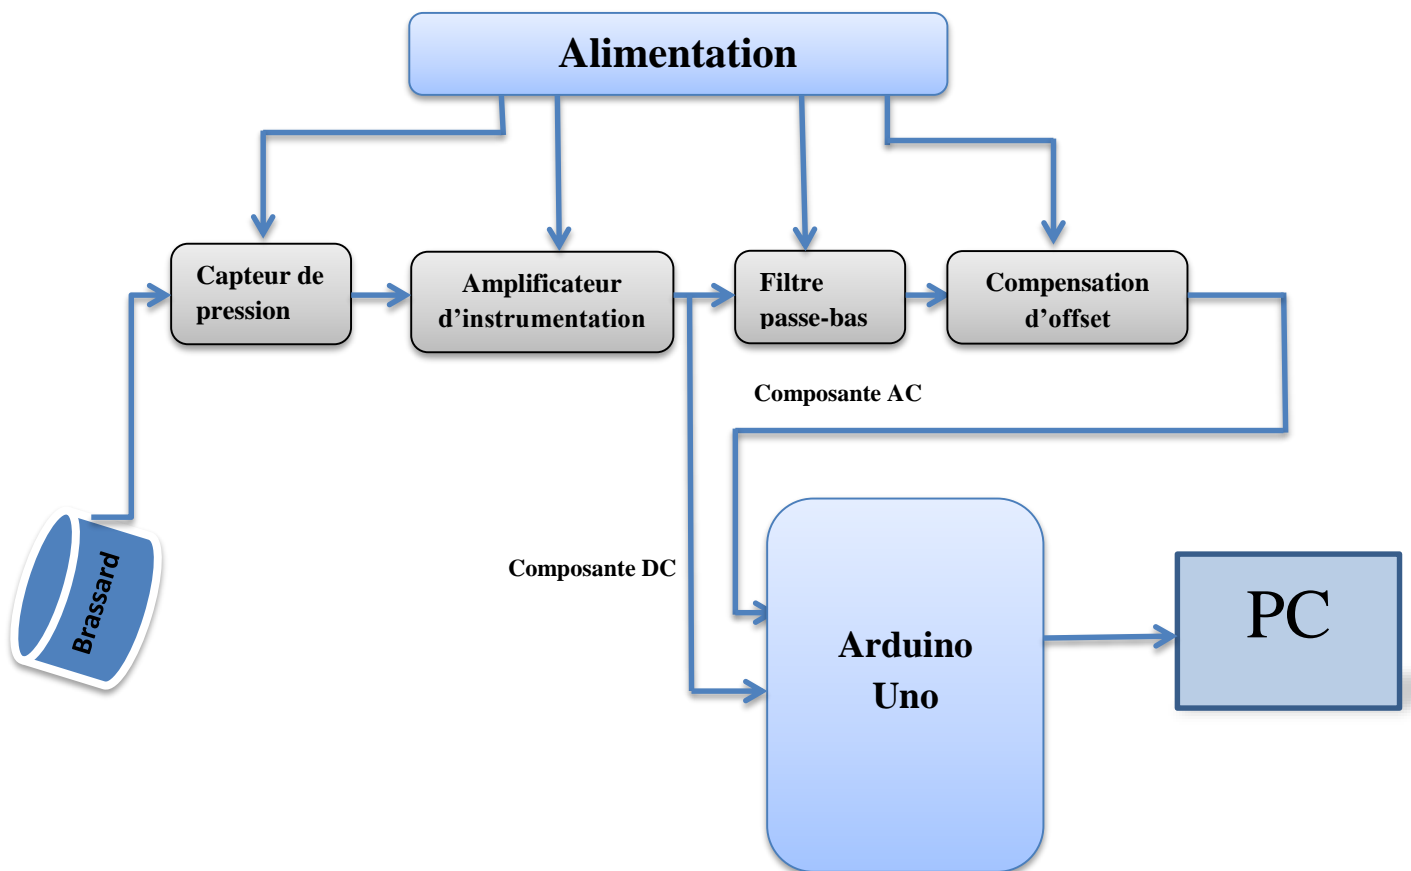 Alimentation
Capteur de
pression
Amplificateur
d’instrumentation
Filtre
passe-bas
Compensation
d’offset
Composante AC
Brassard
Composante DC
Arduino
Uno
PC